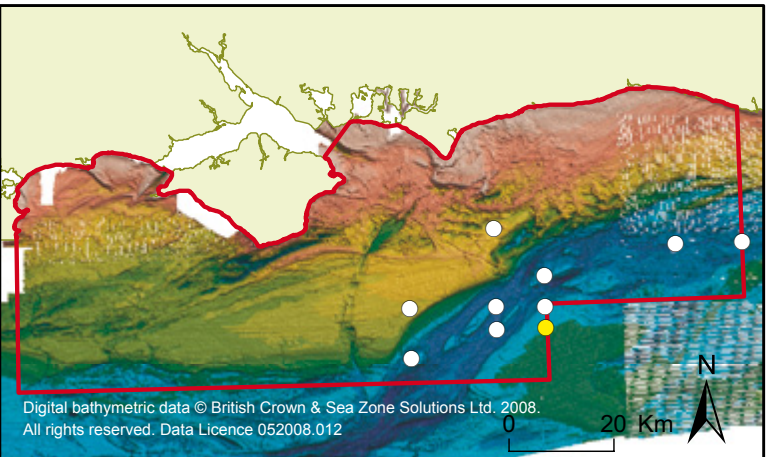 N
Digital bathymetric data © British Crown & Sea Zone Solutions Ltd. 2008.
All rights reserved. Data Licence 052008.012
0 20 Km